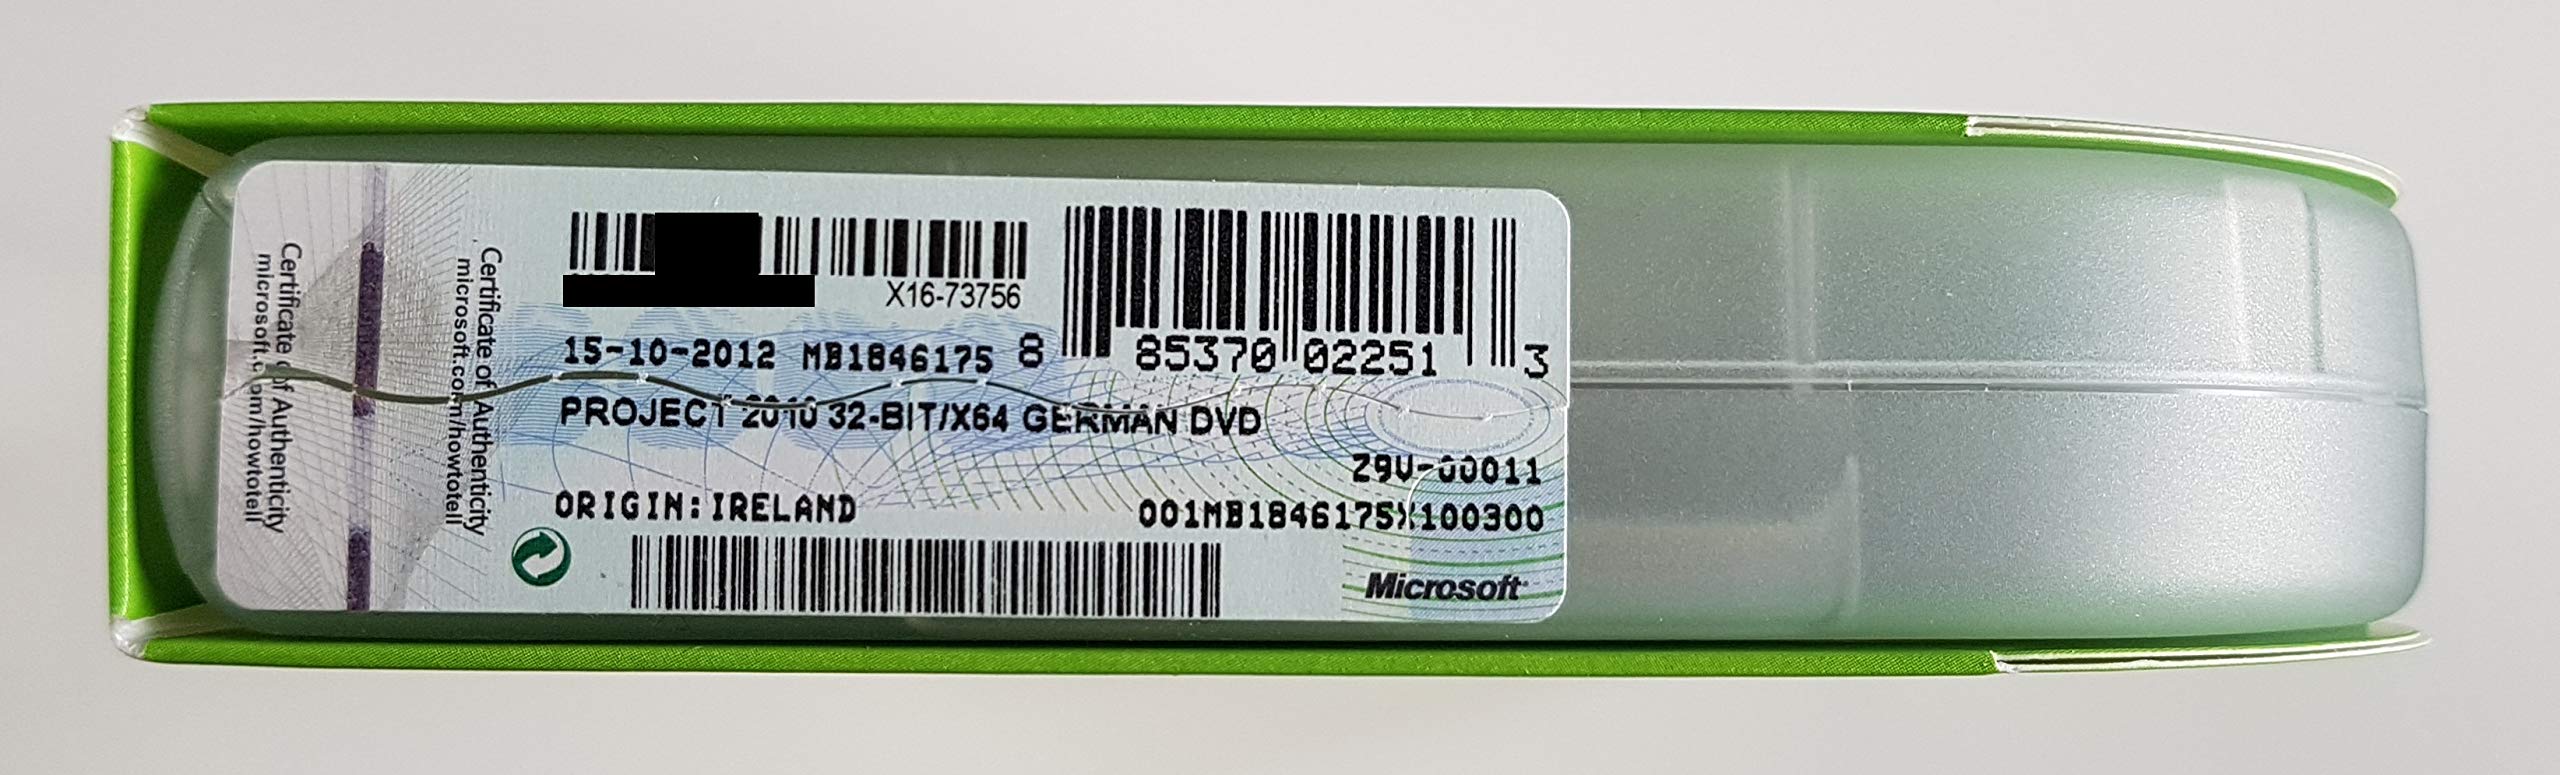 Certificate of Authenticity
microsoft.com/howtotell
Certificate of Authenticity
microsoft.com/howtotell
X16-73756
15-10-2012 MB1846175
8 85370 02251 3
PROJECT 2010 32-BIT/X64 GERMAN DVD
Z9V-00011
ORIGIN:IRELAND
001MB1846175X100300
Microsoft